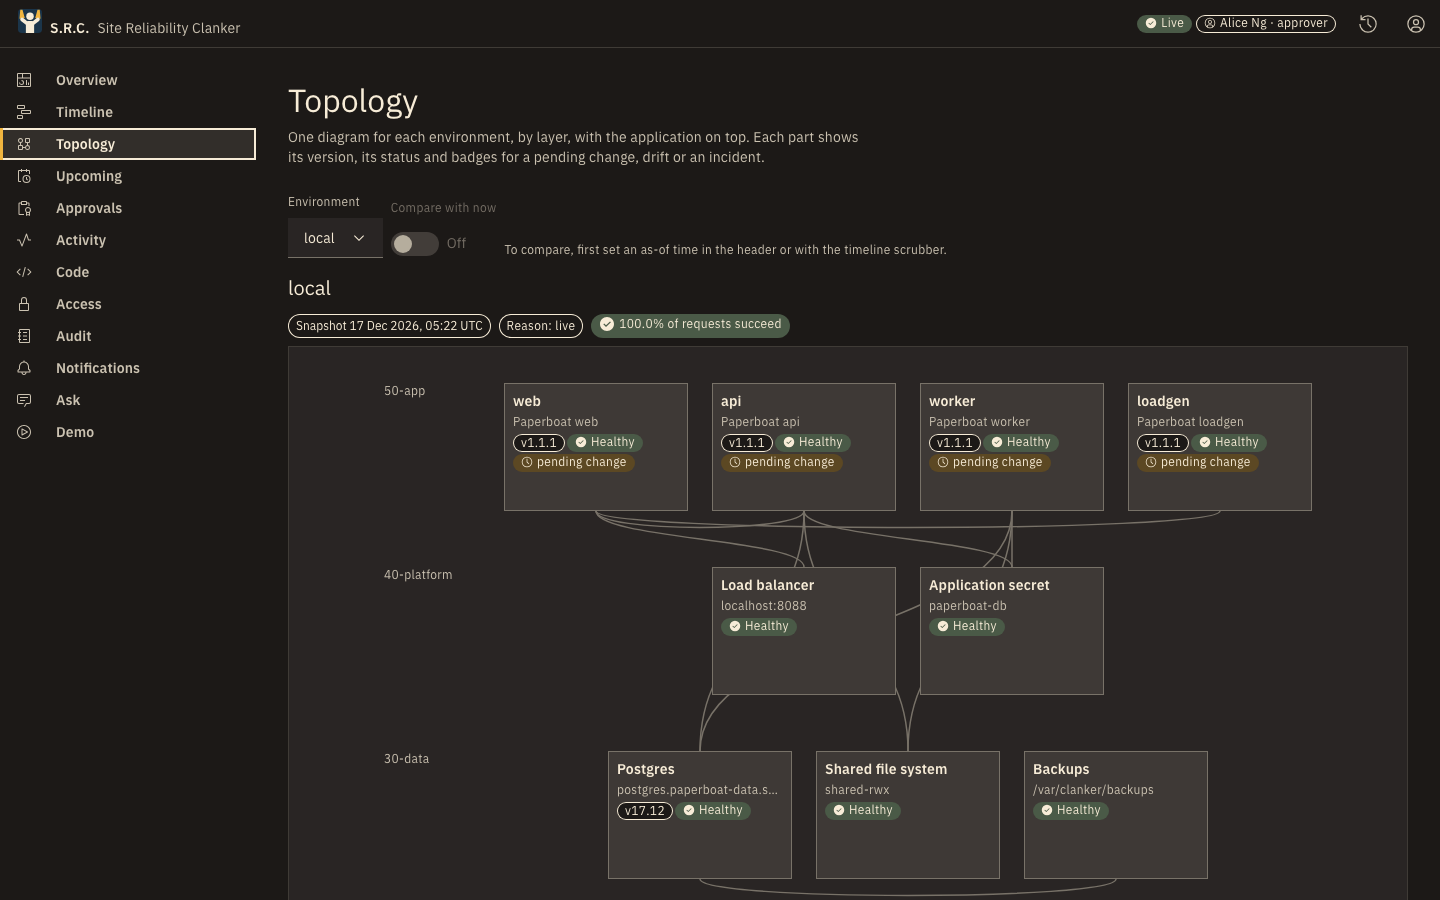 S.R.C. Site Reliability Clanker
Live
Alice Ng · approver
Overview
Timeline
Topology
Upcoming
Approvals
Activity
Code
Access
Audit
Notifications
Ask
Demo
Topology
One diagram for each environment, by layer, with the application on top. Each part shows
its version, its status and badges for a pending change, drift or an incident.
Environment
local
Compare with now
Off
To compare, first set an as-of time in the header or with the timeline scrubber.
local
Snapshot 17 Dec 2026, 05:22 UTC
Reason: live
100.0% of requests succeed
50-app
web
Paperboat web
v1.1.1 Healthy
pending change
api
Paperboat api
v1.1.1 Healthy
pending change
worker
Paperboat worker
v1.1.1 Healthy
pending change
loadgen
Paperboat loadgen
v1.1.1 Healthy
pending change
40-platform
Load balancer
localhost:8088
Healthy
Application secret
paperboat-db
Healthy
30-data
Postgres
postgres.paperboat-data.s...
v17.12 Healthy
Shared file system
shared-rwx
Healthy
Backups
/var/clanker/backups
Healthy